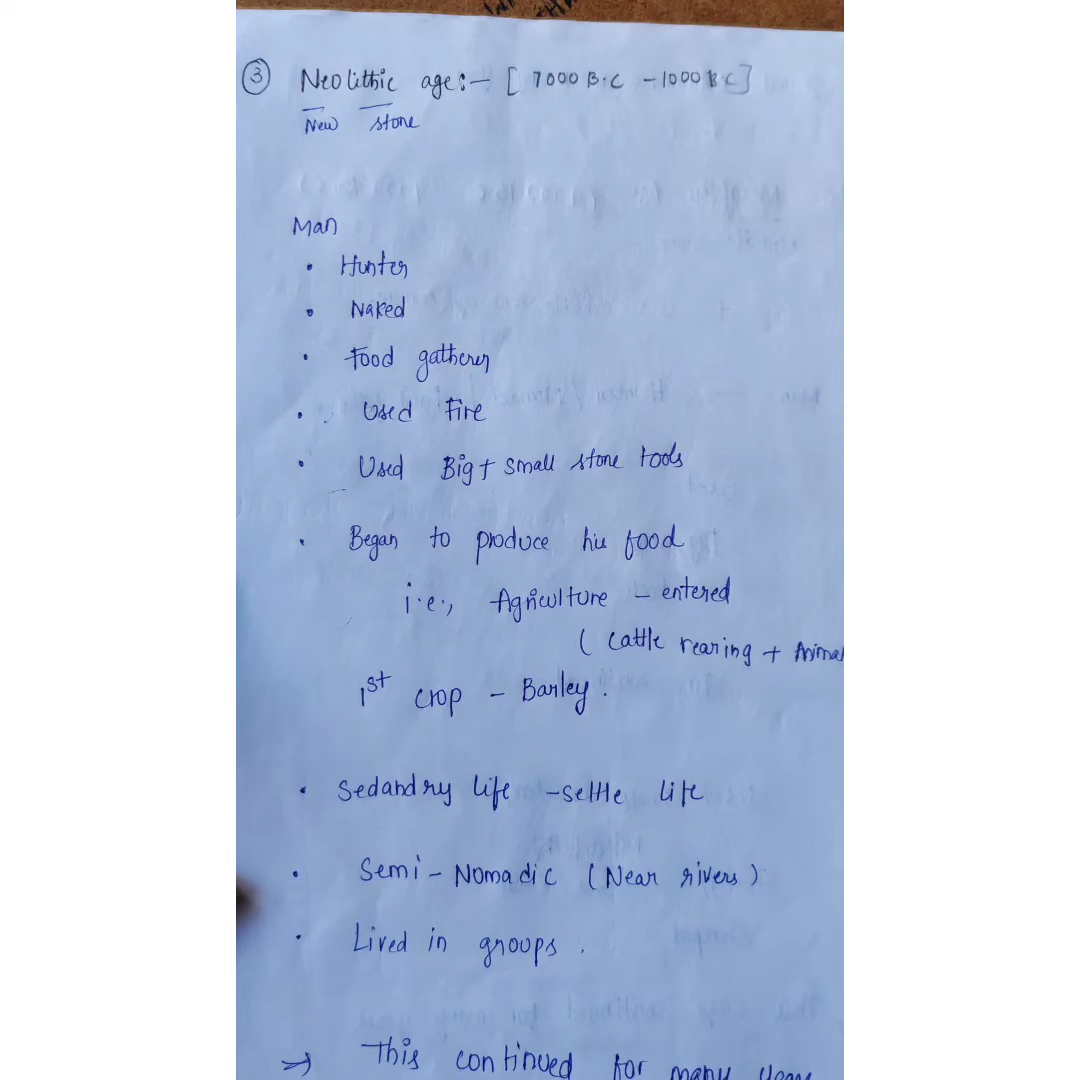 ③ Neolithic age:- [ 7000 B.C - 1000 BC]
New stone
Man
• Hunter
• Naked
• Food gatherer
• Used Fire
• Used Big + small stone tools
• Began to produce his food
i.e., Agriculture - entered
( Cattle rearing + Animal
1st crop - Barley.
• Sedandry life - settle life
• Semi - Nomadic (Near rivers)
• Lived in groups.
→ This continued for many years